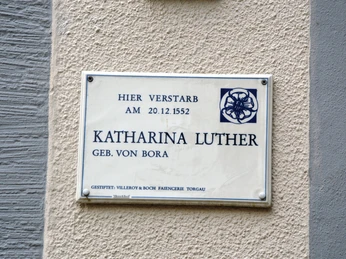 HIER VERSTARB
AM 20.12.1552
KATHARINA LUTHER
GEB. VON BORA
GESTIFTET: VILLEROY & BOCH FAIENCERIE TORGAU